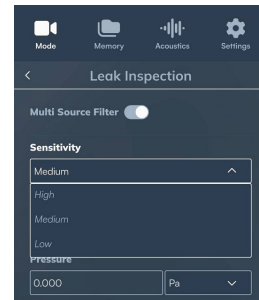 Mode Memory Acoustics Settings
< Leak Inspection
Multi Source Filter
Sensitivity
Medium
High
Medium
Low
Pressure
0.000 Pa